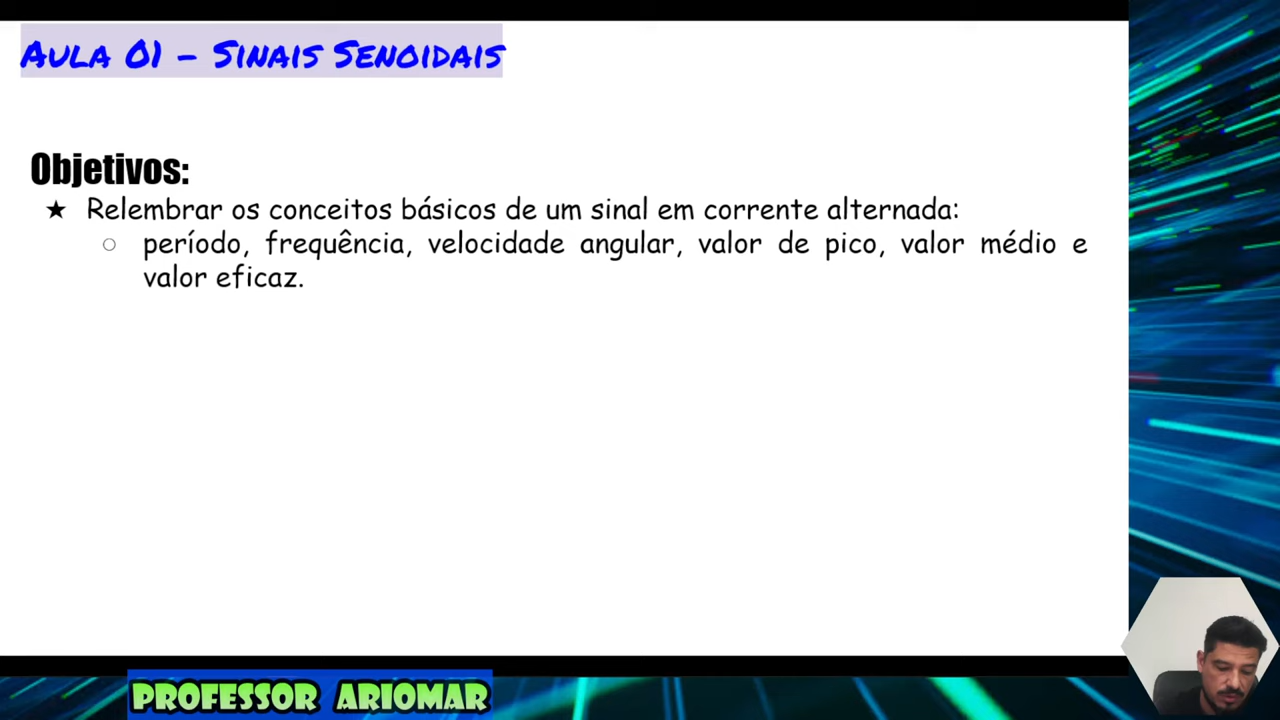 Aula 01 - Sinais Senoidais
Objetivos:
★ Relembrar os conceitos básicos de um sinal em corrente alternada:
○ período, frequência, velocidade angular, valor de pico, valor médio e
valor eficaz.
PROFESSOR ARIOMAR